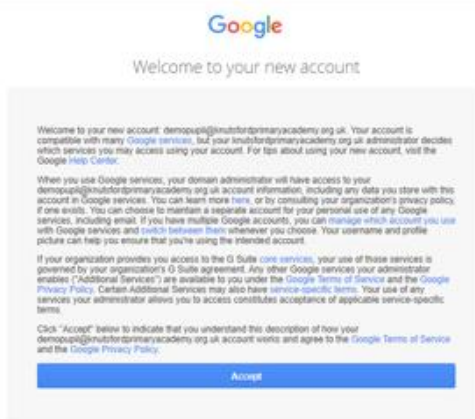 Google
Welcome to your new account
Welcome to your new account: demopupil@knutsfordprimaryacademy.org.uk. Your account is
compatible with many Google services, but your knutsfordprimaryacademy.org.uk administrator decides
which services you may access using your account. For tips about using your new account, visit the
Google Help Center.
When you use Google services, your domain administrator will have access to your
demopupil@knutsfordprimaryacademy.org.uk account information, including any data you store with this
account in Google services. You can learn more here, or by consulting your organization's privacy policy,
if one exists. You can choose to maintain a separate account for your personal use of any Google
services, including email. If you have multiple Google accounts, you can manage which account you use
with Google services and switch between them whenever you choose. Your username and profile
picture can help you ensure that you're using the intended account.
If your organization provides you access to the G Suite core services, your use of those services is
governed by your organization's G Suite agreement. Any other Google services your administrator
enables ("Additional Services") are available to you under the Google Terms of Service and the Google
Privacy Policy. Certain Additional Services may also have service-specific terms. Your use of any
services your administrator allows you to access constitutes acceptance of applicable service-specific
terms.
Click "Accept" below to indicate that you understand this description of how your
demopupil@knutsfordprimaryacademy.org.uk account works and agree to the Google Terms of Service
and the Google Privacy Policy.
Accept